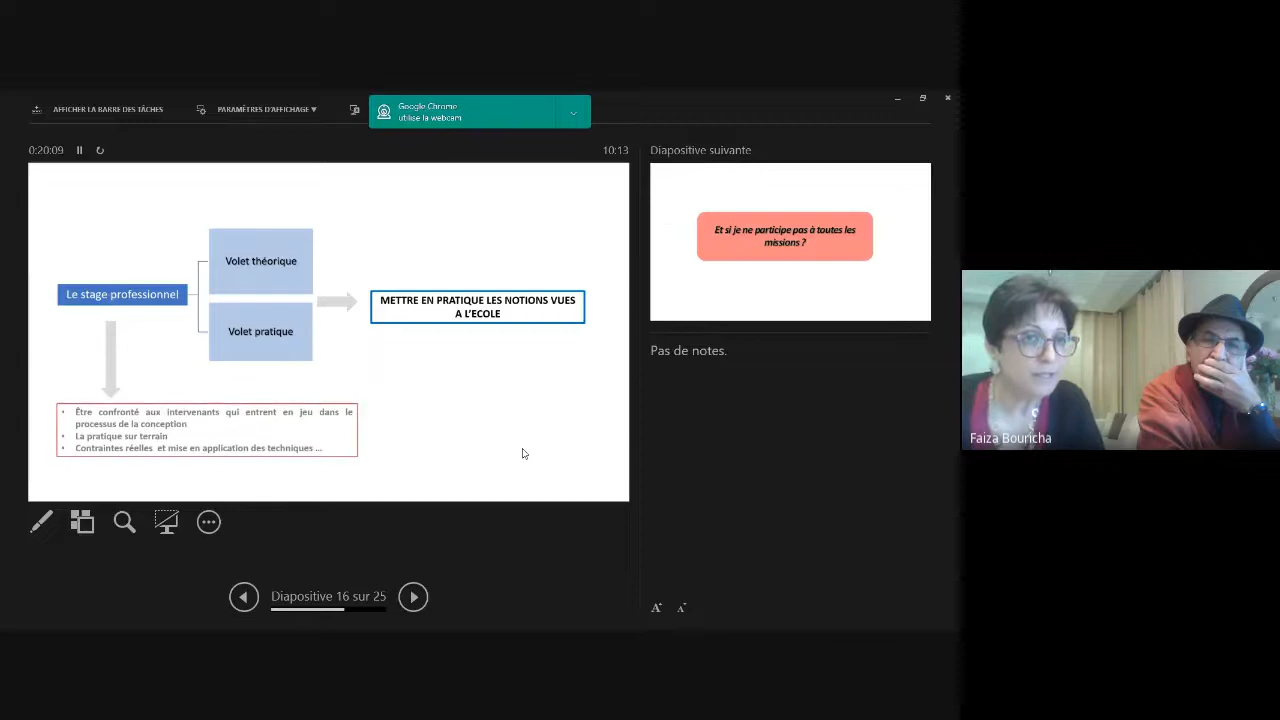 AFFICHER LA BARRE DES TÂCHES
PARAMÈTRES D'AFFICHAGE ▼
Google Chrome
utilise la webcam
0:20:09
10:13
Diapositive suivante
Le stage professionnel
Volet théorique
Volet pratique
METTRE EN PRATIQUE LES NOTIONS VUES
A L'ECOLE
• Être confronté aux intervenants qui entrent en jeu dans le
processus de la conception
• La pratique sur terrain
• Contraintes réelles et mise en application des techniques ...
Et si je ne participe pas à toutes les
missions ?
Pas de notes.
Faiza Bouricha
Diapositive 16 sur 25
A A